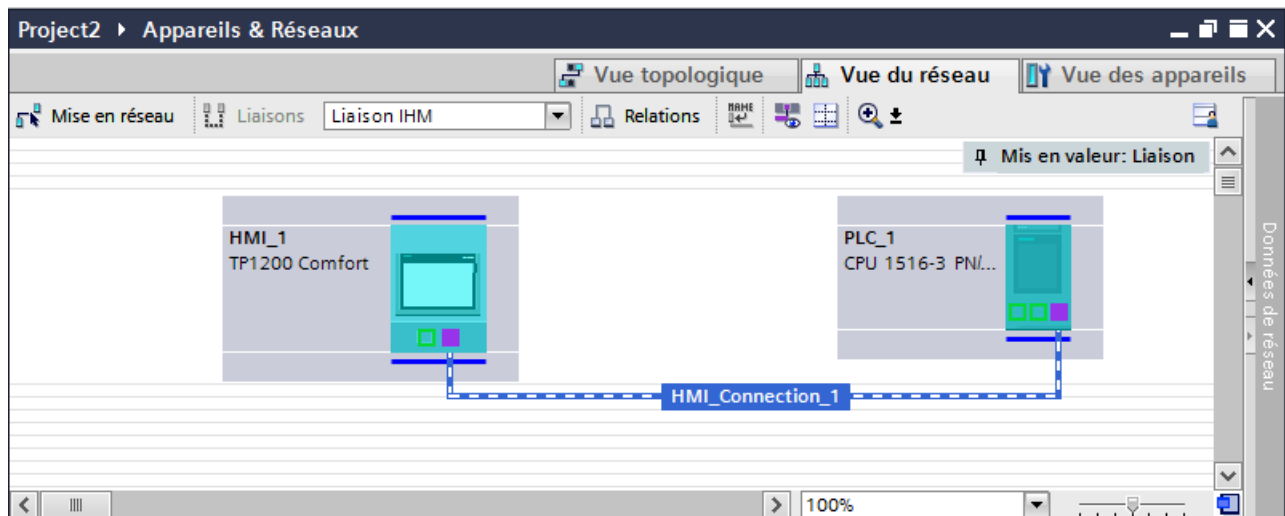 Project2 ▸ Appareils & Réseaux
Vue topologique
Vue du réseau
Vue des appareils
Mise en réseau
Liaisons
Liaison IHM
Relations
NAME
Mis en valeur: Liaison
HMI_1
TP1200 Comfort
PLC_1
CPU 1516-3 PN/...
HMI_Connection_1
Données de réseau
100%